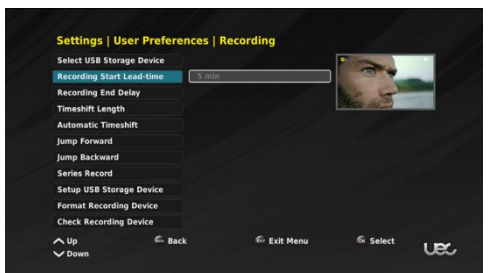 Settings | User Preferences | Recording
Select USB Storage Device
Recording Start Lead-time
5 min
Recording End Delay
Timeshift Length
Automatic Timeshift
Jump Forward
Jump Backward
Series Record
Setup USB Storage Device
Format Recording Device
Check Recording Device
Up
Back
Exit Menu
Select
Down
UEC